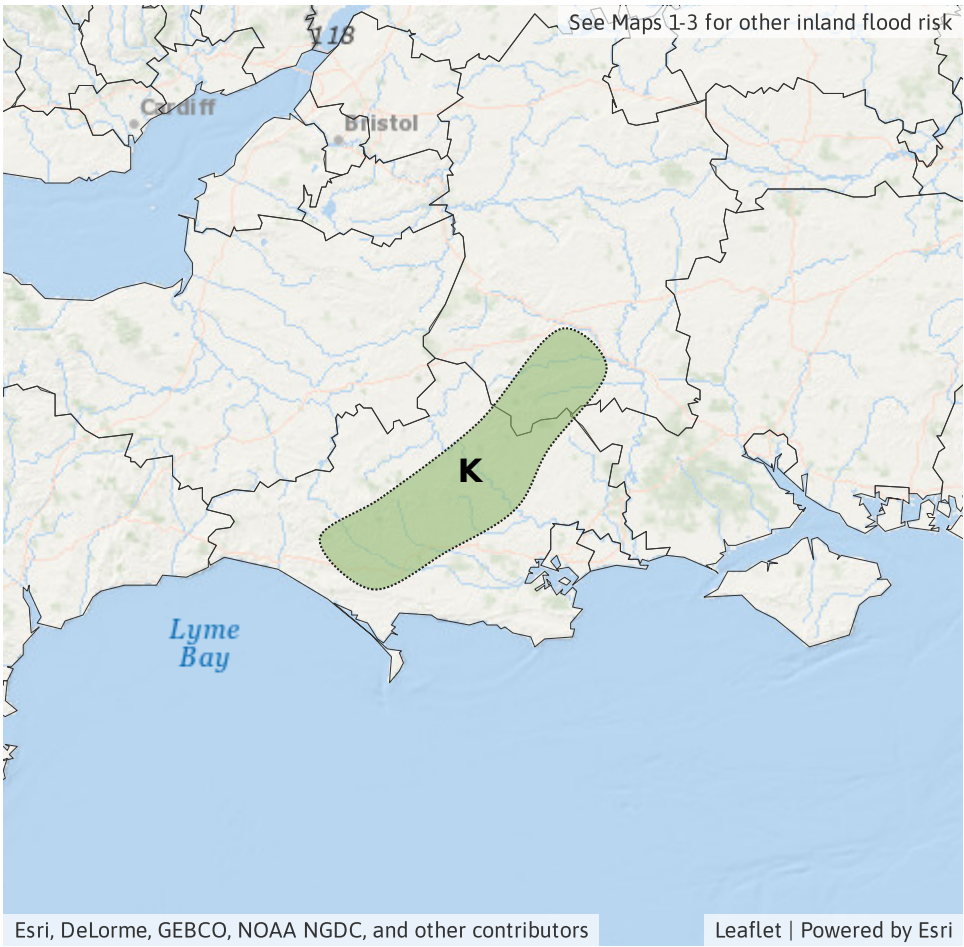 See Maps 1-3 for other inland flood risk
118
Cardiff
Bristol
K
Lyme
Bay
Esri, DeLorme, GEBCO, NOAA NGDC, and other contributors
Leaflet | Powered by Esri